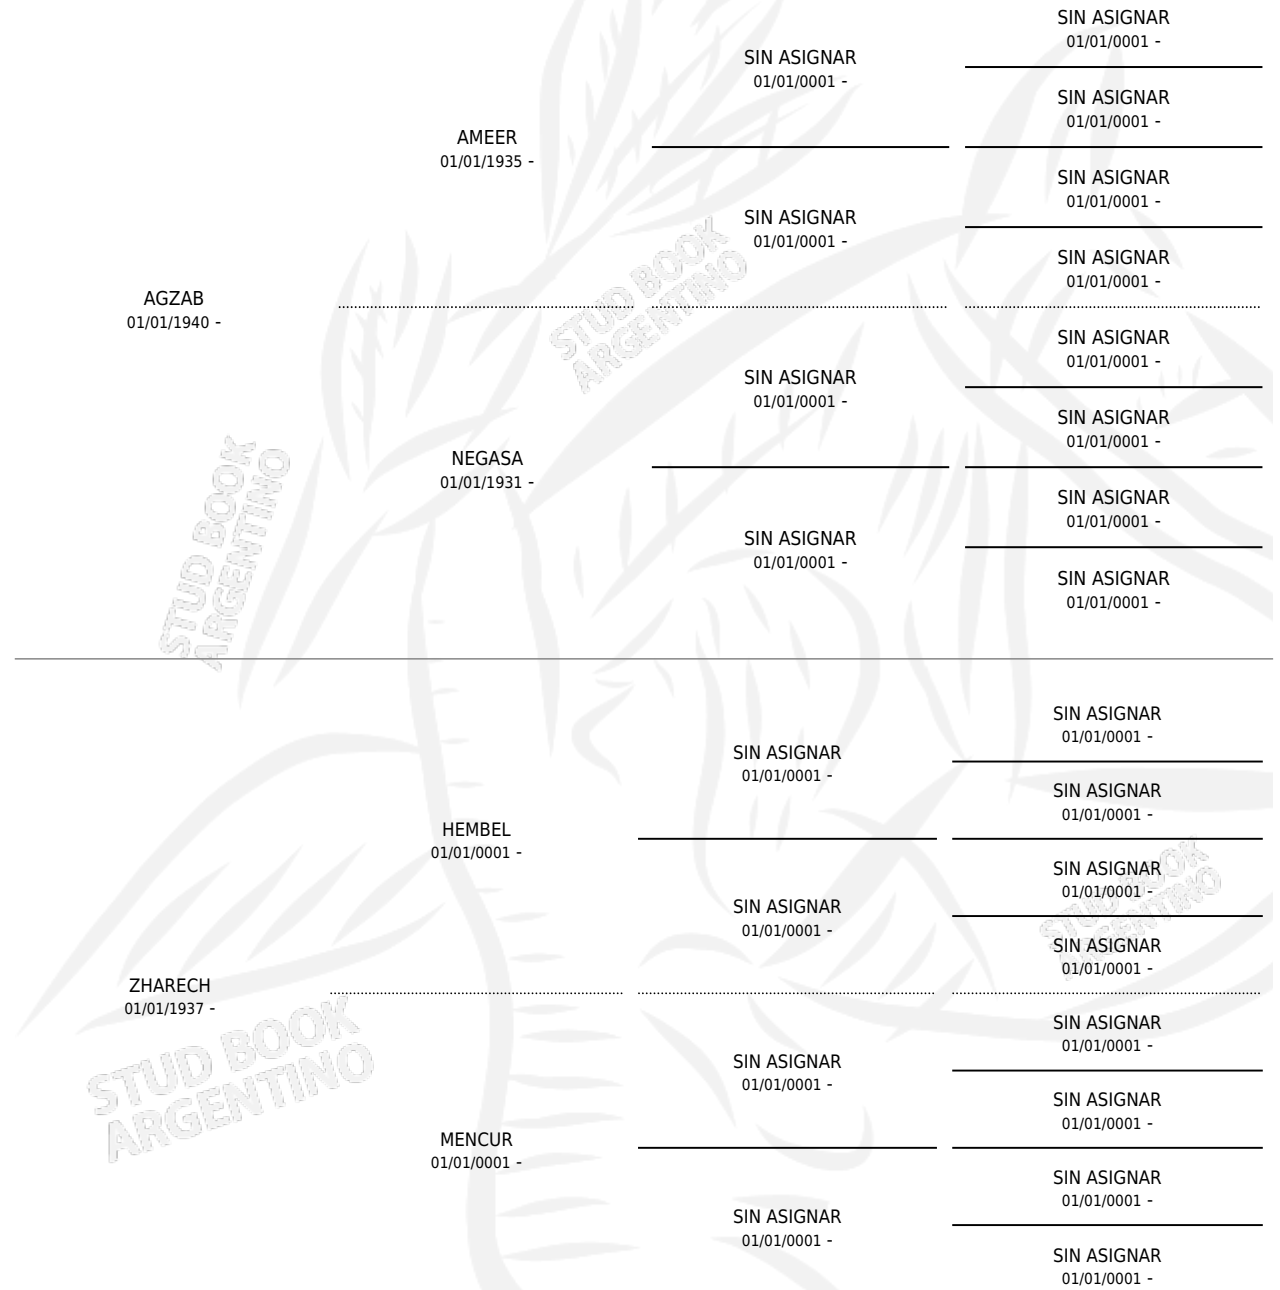 SIN ASIGNAR
01/01/0001 -
SIN ASIGNAR
01/01/0001 -
SIN ASIGNAR
01/01/0001 -
AMEER
01/01/1935 -
SIN ASIGNAR
01/01/0001 -
SIN ASIGNAR
01/01/0001 -
SIN ASIGNAR
01/01/0001 -
AGZAB
01/01/1940 -
SIN ASIGNAR
01/01/0001 -
SIN ASIGNAR
01/01/0001 -
SIN ASIGNAR
01/01/0001 -
NEGASA
01/01/1931 -
SIN ASIGNAR
01/01/0001 -
SIN ASIGNAR
01/01/0001 -
SIN ASIGNAR
01/01/0001 -
STUD BOOK
ARGENTINO
STUD BOOK
ARGENTINO
SIN ASIGNAR
01/01/0001 -
SIN ASIGNAR
01/01/0001 -
SIN ASIGNAR
01/01/0001 -
HEMBEL
01/01/0001 -
SIN ASIGNAR
01/01/0001 -
SIN ASIGNAR
01/01/0001 -
SIN ASIGNAR
01/01/0001 -
STUD BOOK
ARGENTINO
ZHARECH
01/01/1937 -
STUD BOOK
ARGENTINO
SIN ASIGNAR
01/01/0001 -
SIN ASIGNAR
01/01/0001 -
SIN ASIGNAR
01/01/0001 -
MENCUR
01/01/0001 -
SIN ASIGNAR
01/01/0001 -
SIN ASIGNAR
01/01/0001 -
SIN ASIGNAR
01/01/0001 -